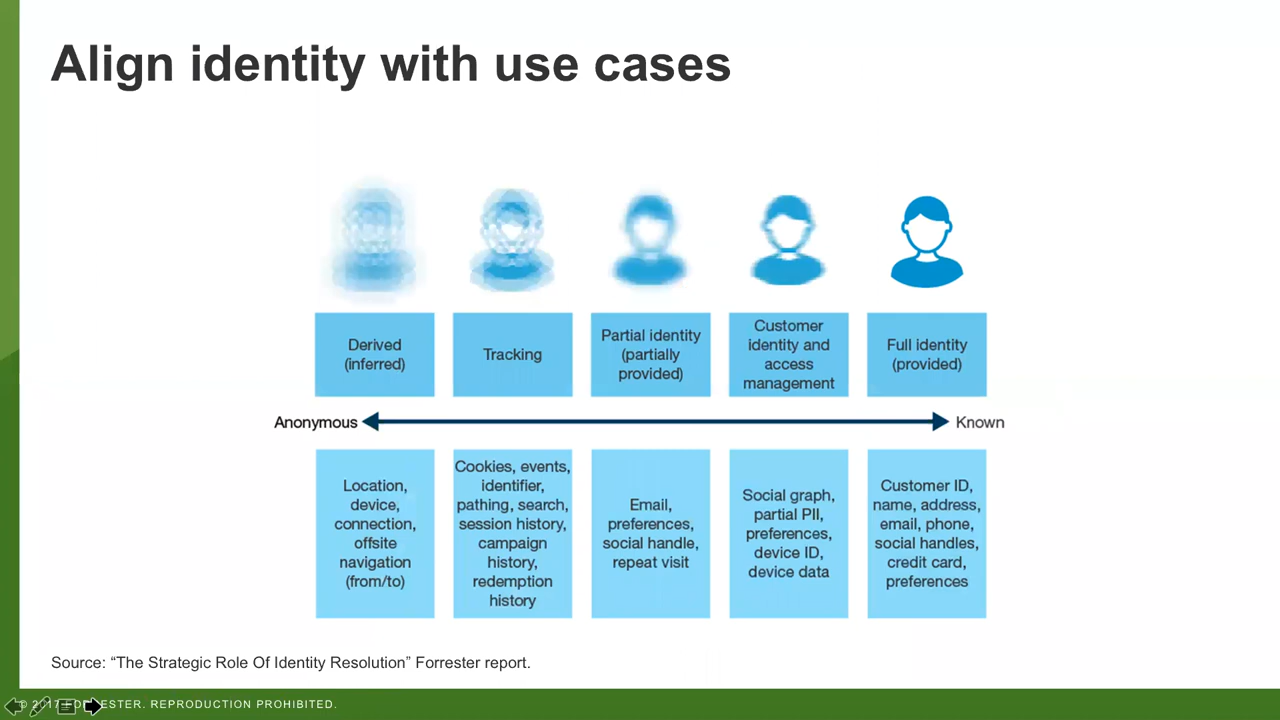 Align identity with use cases
Derived
(inferred)
Tracking
Partial identity
(partially
provided)
Customer
identity and
access
management
Full identity
(provided)
Anonymous
Known
Location,
device,
connection,
offsite
navigation
(from/to)
Cookies, events,
identifier,
pathing, search,
session history,
campaign
history,
redemption
history
Email,
preferences,
social handle,
repeat visit
Social graph,
partial PII,
preferences,
device ID,
device data
Customer ID,
name, address,
email, phone,
social handles,
credit card,
preferences
Source: “The Strategic Role Of Identity Resolution” Forrester report.
© 2017 FORRESTER. REPRODUCTION PROHIBITED.